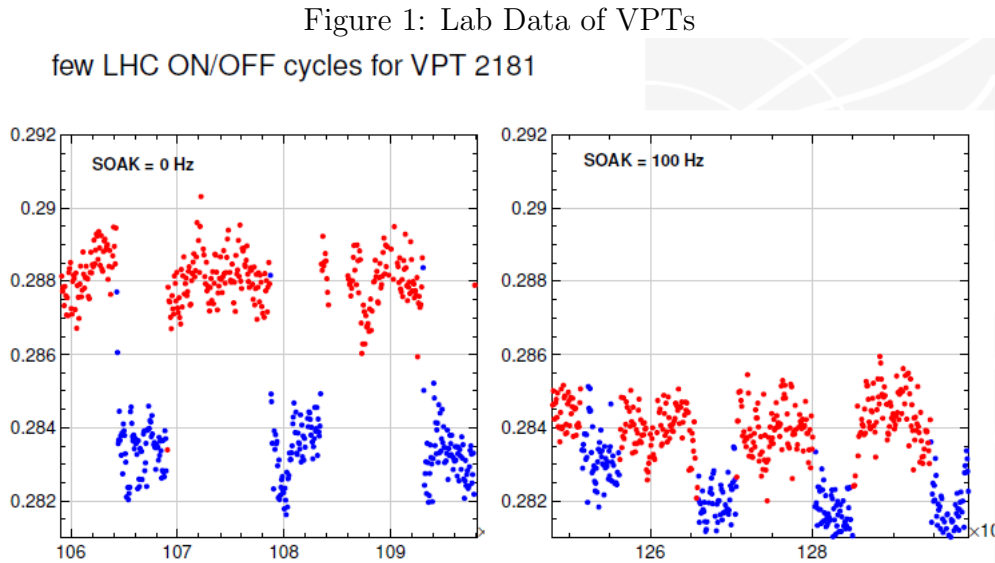 Figure 1: Lab Data of VPTs
few LHC ON/OFF cycles for VPT 2181
0.292
0.29
0.288
0.286
0.284
0.282
SOAK = 0 Hz
106 107 108 109
0.292
0.29
0.288
0.286
0.284
0.282
SOAK = 100 Hz
126 128
×10